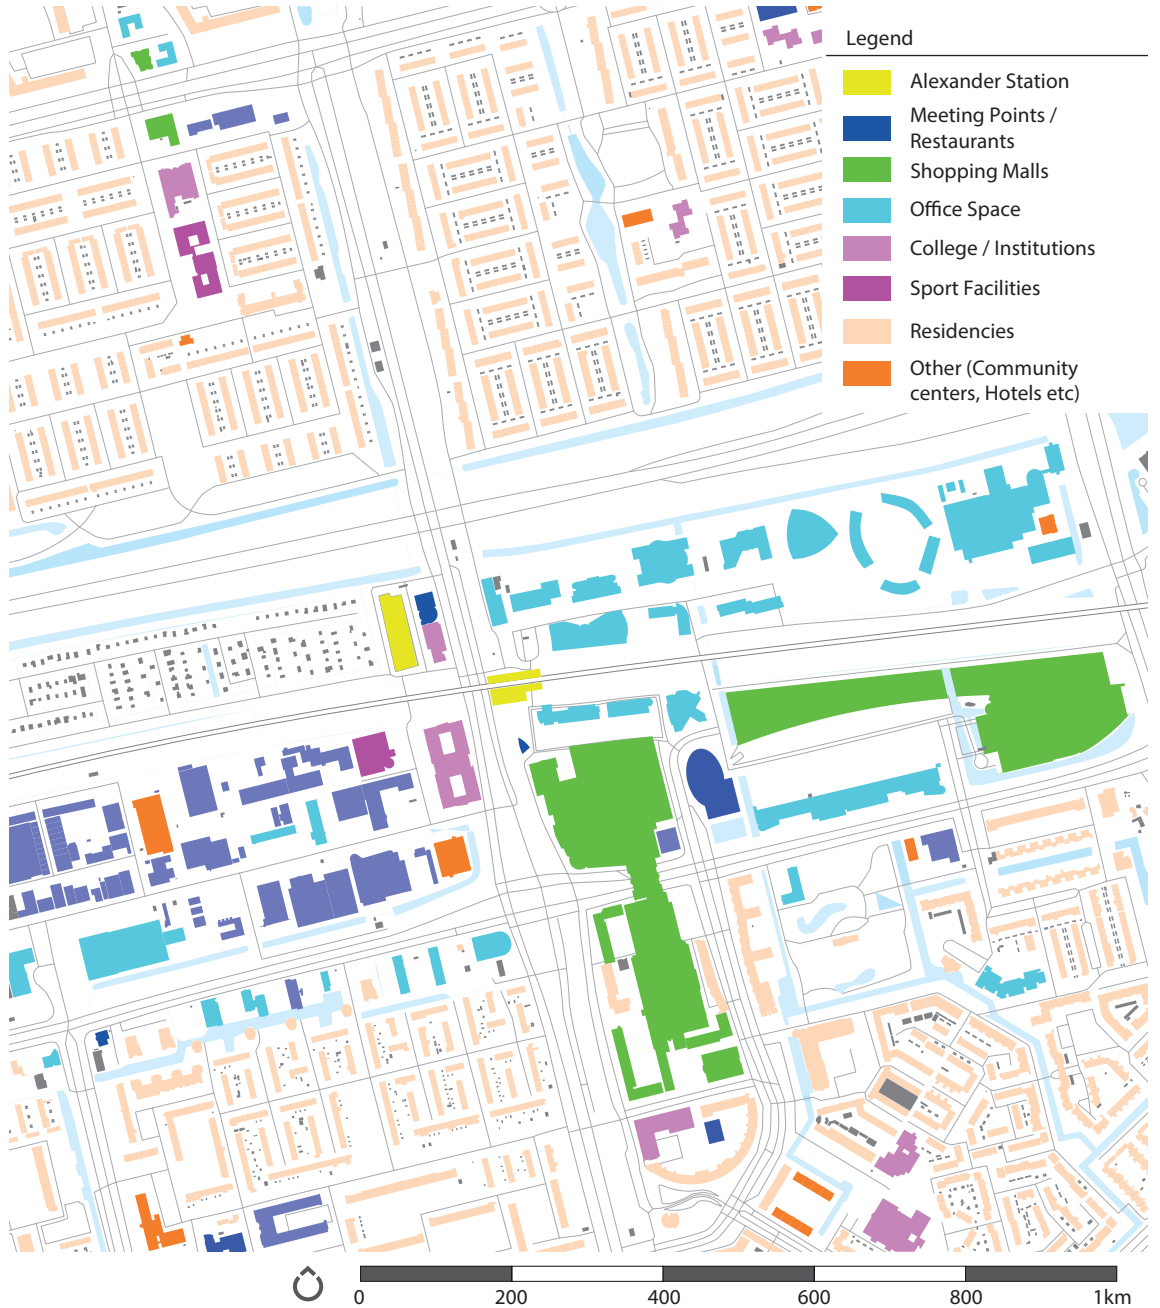 Legend
Alexander Station
Meeting Points /
Restaurants
Shopping Malls
Office Space
College / Institutions
Sport Facilities
Residencies
Other (Community
centers, Hotels etc)
0 200 400 600 800 1km